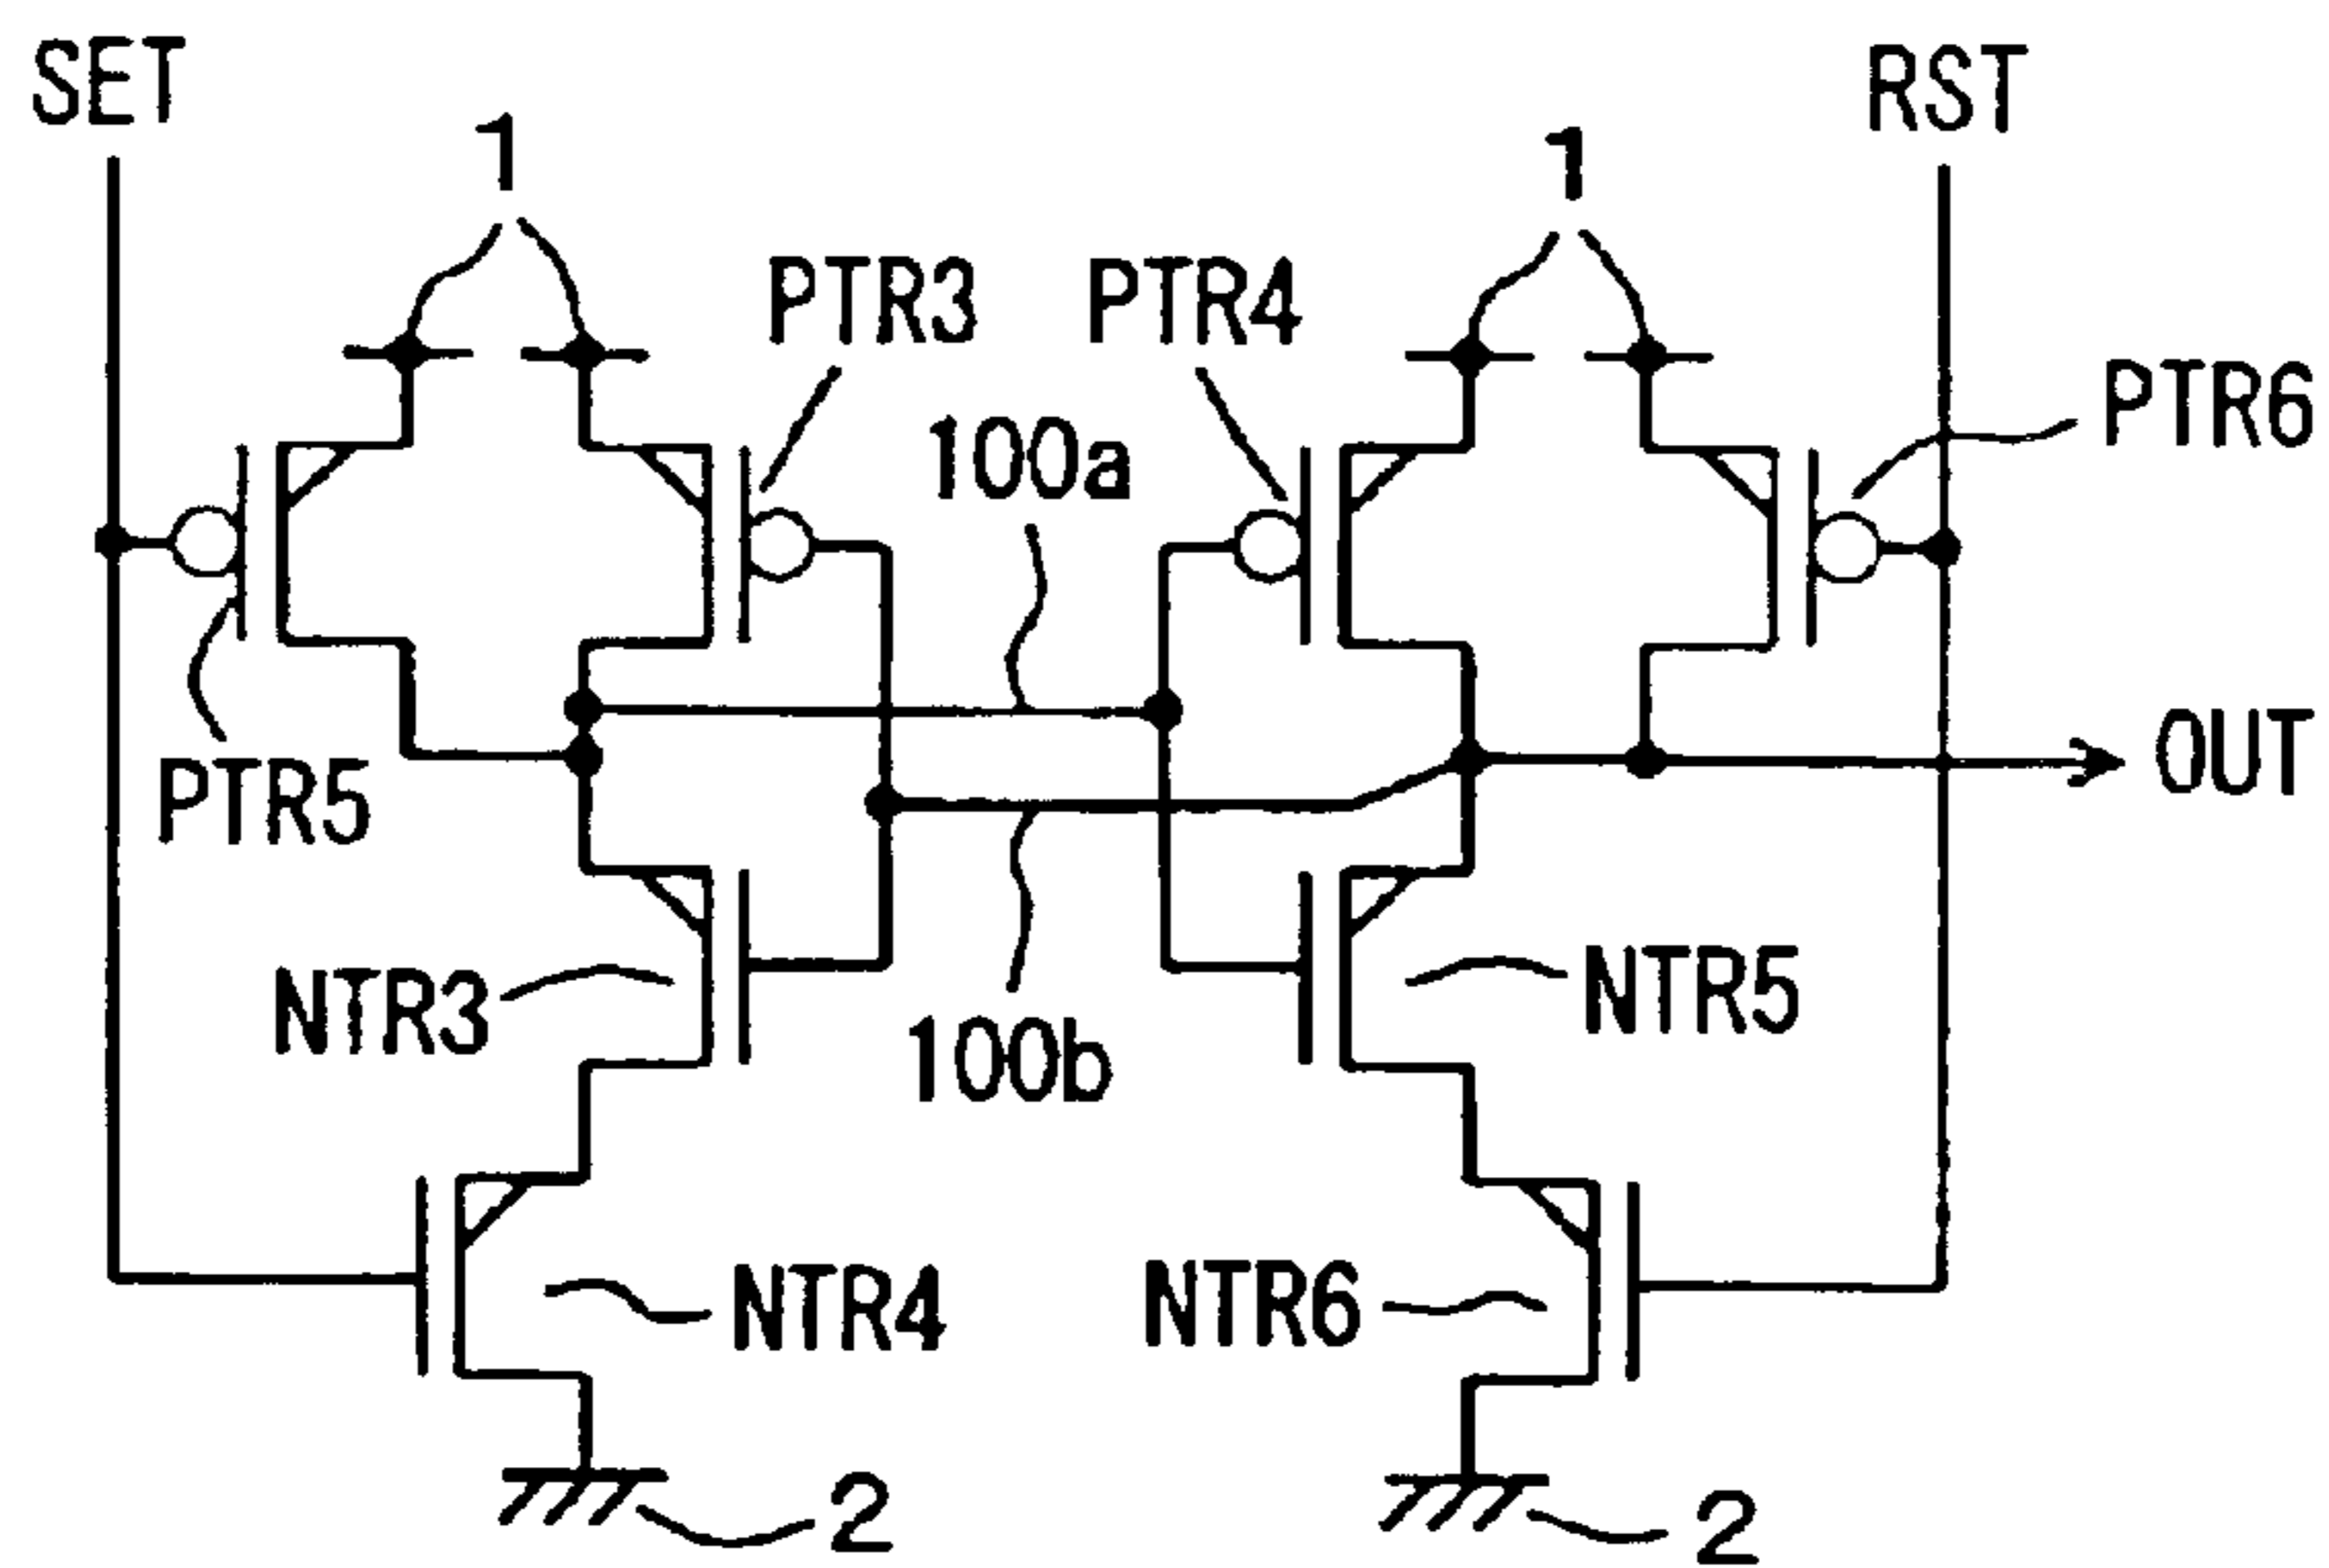 SET
RST
1
1
PTR3
PTR4
PTR6
100a
OUT
PTR5
NTR3
NTR5
100b
NTR4
NTR6
2
2